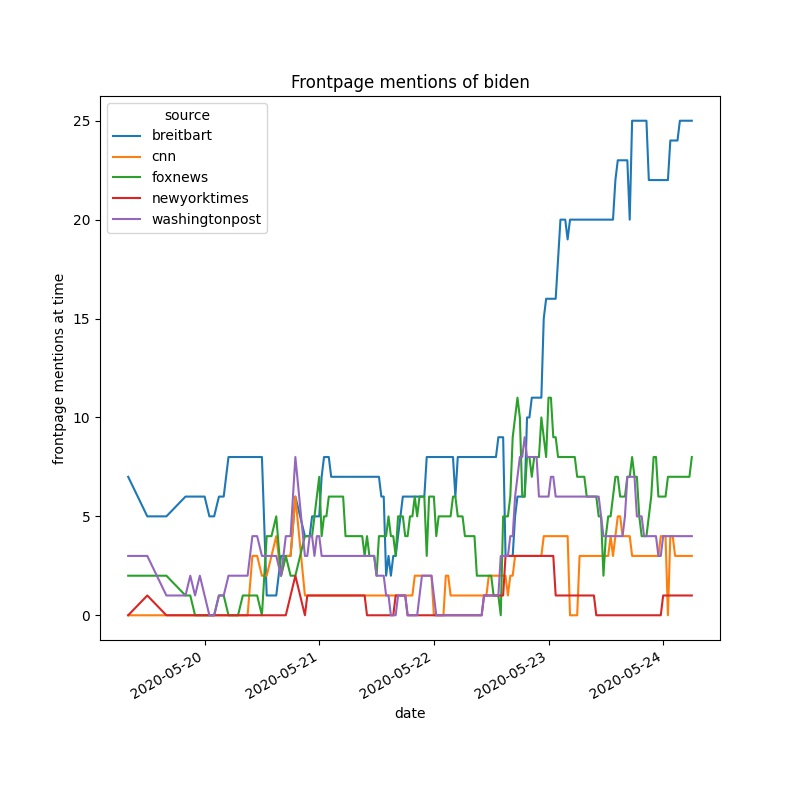 Frontpage mentions of biden
source
breitbart
cnn
foxnews
newyorktimes
washingtonpost
frontpage mentions at time
25
20
15
10
5
0
2020-05-20
2020-05-21
2020-05-22
2020-05-23
2020-05-24
date